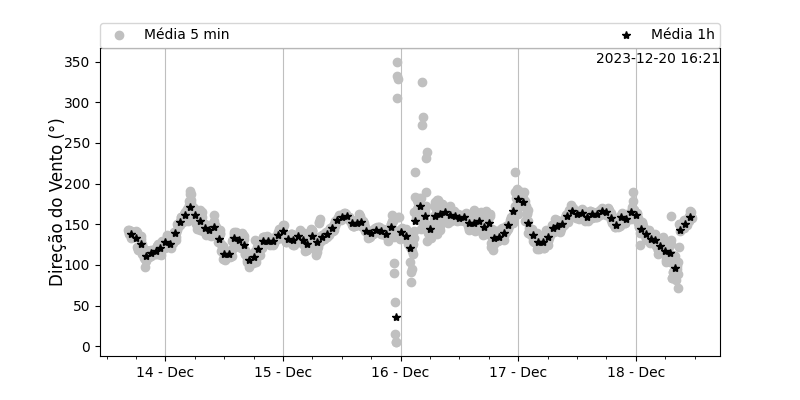 Média 5 min
Média 1h
2023-12-20 16:21
Direção do Vento (°)
350
300
250
200
150
100
50
0
14 - Dec
15 - Dec
16 - Dec
17 - Dec
18 - Dec